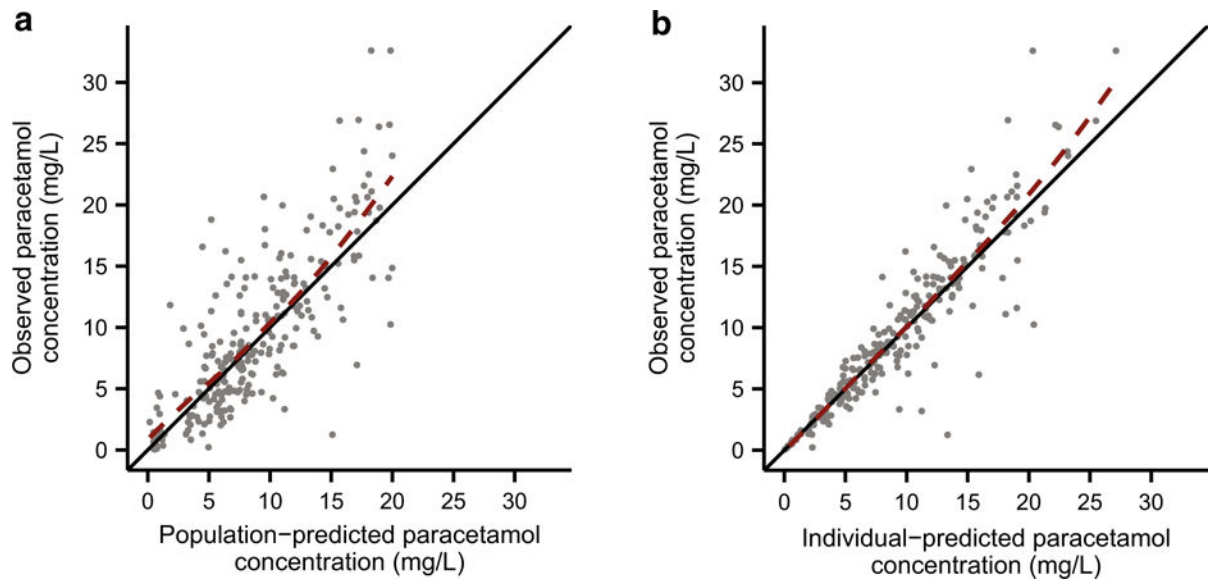 a
Observed paracetamol
concentration (mg/L)
30
25
20
15
10
5
0
0 5 10 15 20 25 30
Population−predicted paracetamol
concentration (mg/L)
b
Observed paracetamol
concentration (mg/L)
30
25
20
15
10
5
0
0 5 10 15 20 25 30
Individual−predicted paracetamol
concentration (mg/L)